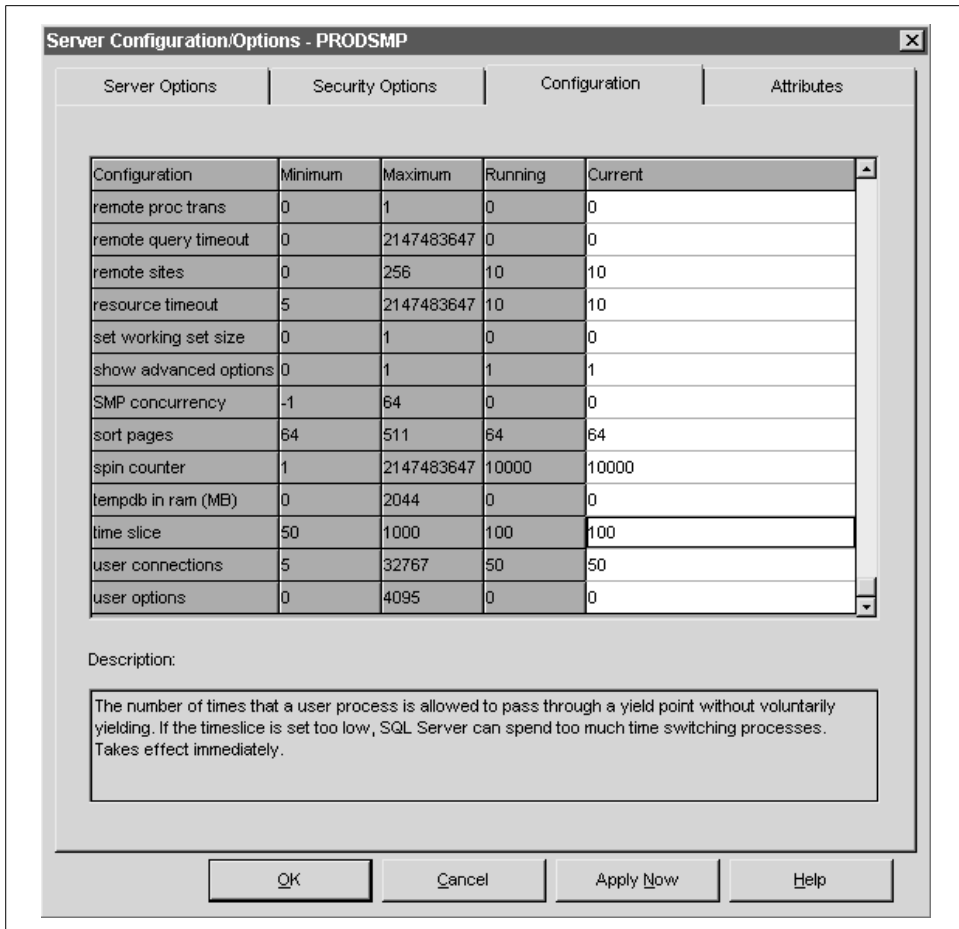 Server Configuration/Options - PRODSMP
Server Options Security Options Configuration Attributes
Configuration Minimum Maximum Running Current
remote proc trans 0 1 0 0
remote query timeout 0 2147483647 0 0
remote sites 0 256 10 10
resource timeout 5 2147483647 10 10
set working set size 0 1 0 0
show advanced options 0 1 1 1
SMP concurrency -1 64 0 0
sort pages 64 511 64 64
spin counter 1 2147483647 10000 10000
tempdb in ram (MB) 0 2044 0 0
time slice 50 1000 100 100
user connections 5 32767 50 50
user options 0 4095 0 0
Description:
The number of times that a user process is allowed to pass through a yield point without voluntarily
yielding. If the timeslice is set too low, SQL Server can spend too much time switching processes.
Takes effect immediately.
OK Cancel Apply Now Help